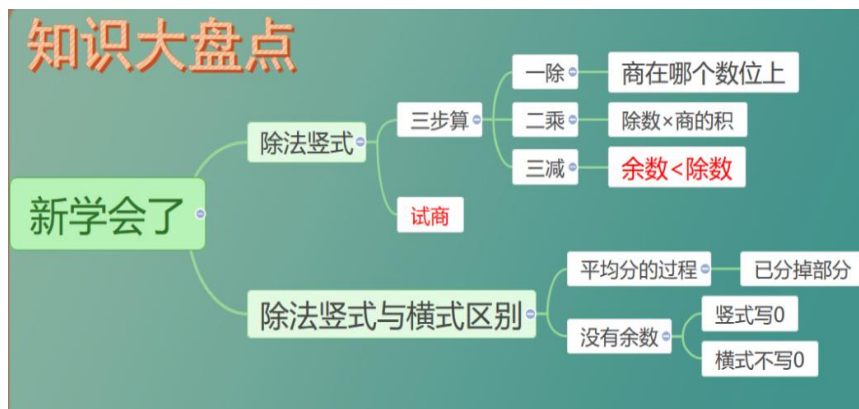 知识大盘点
新学会了
除法竖式
三步算
一除
商在哪个数位上
二乘
除数×商的积
三减
余数<除数
试商
除法竖式与横式区别
平均分的过程
已分掉部分
没有余数
竖式写0
横式不写0